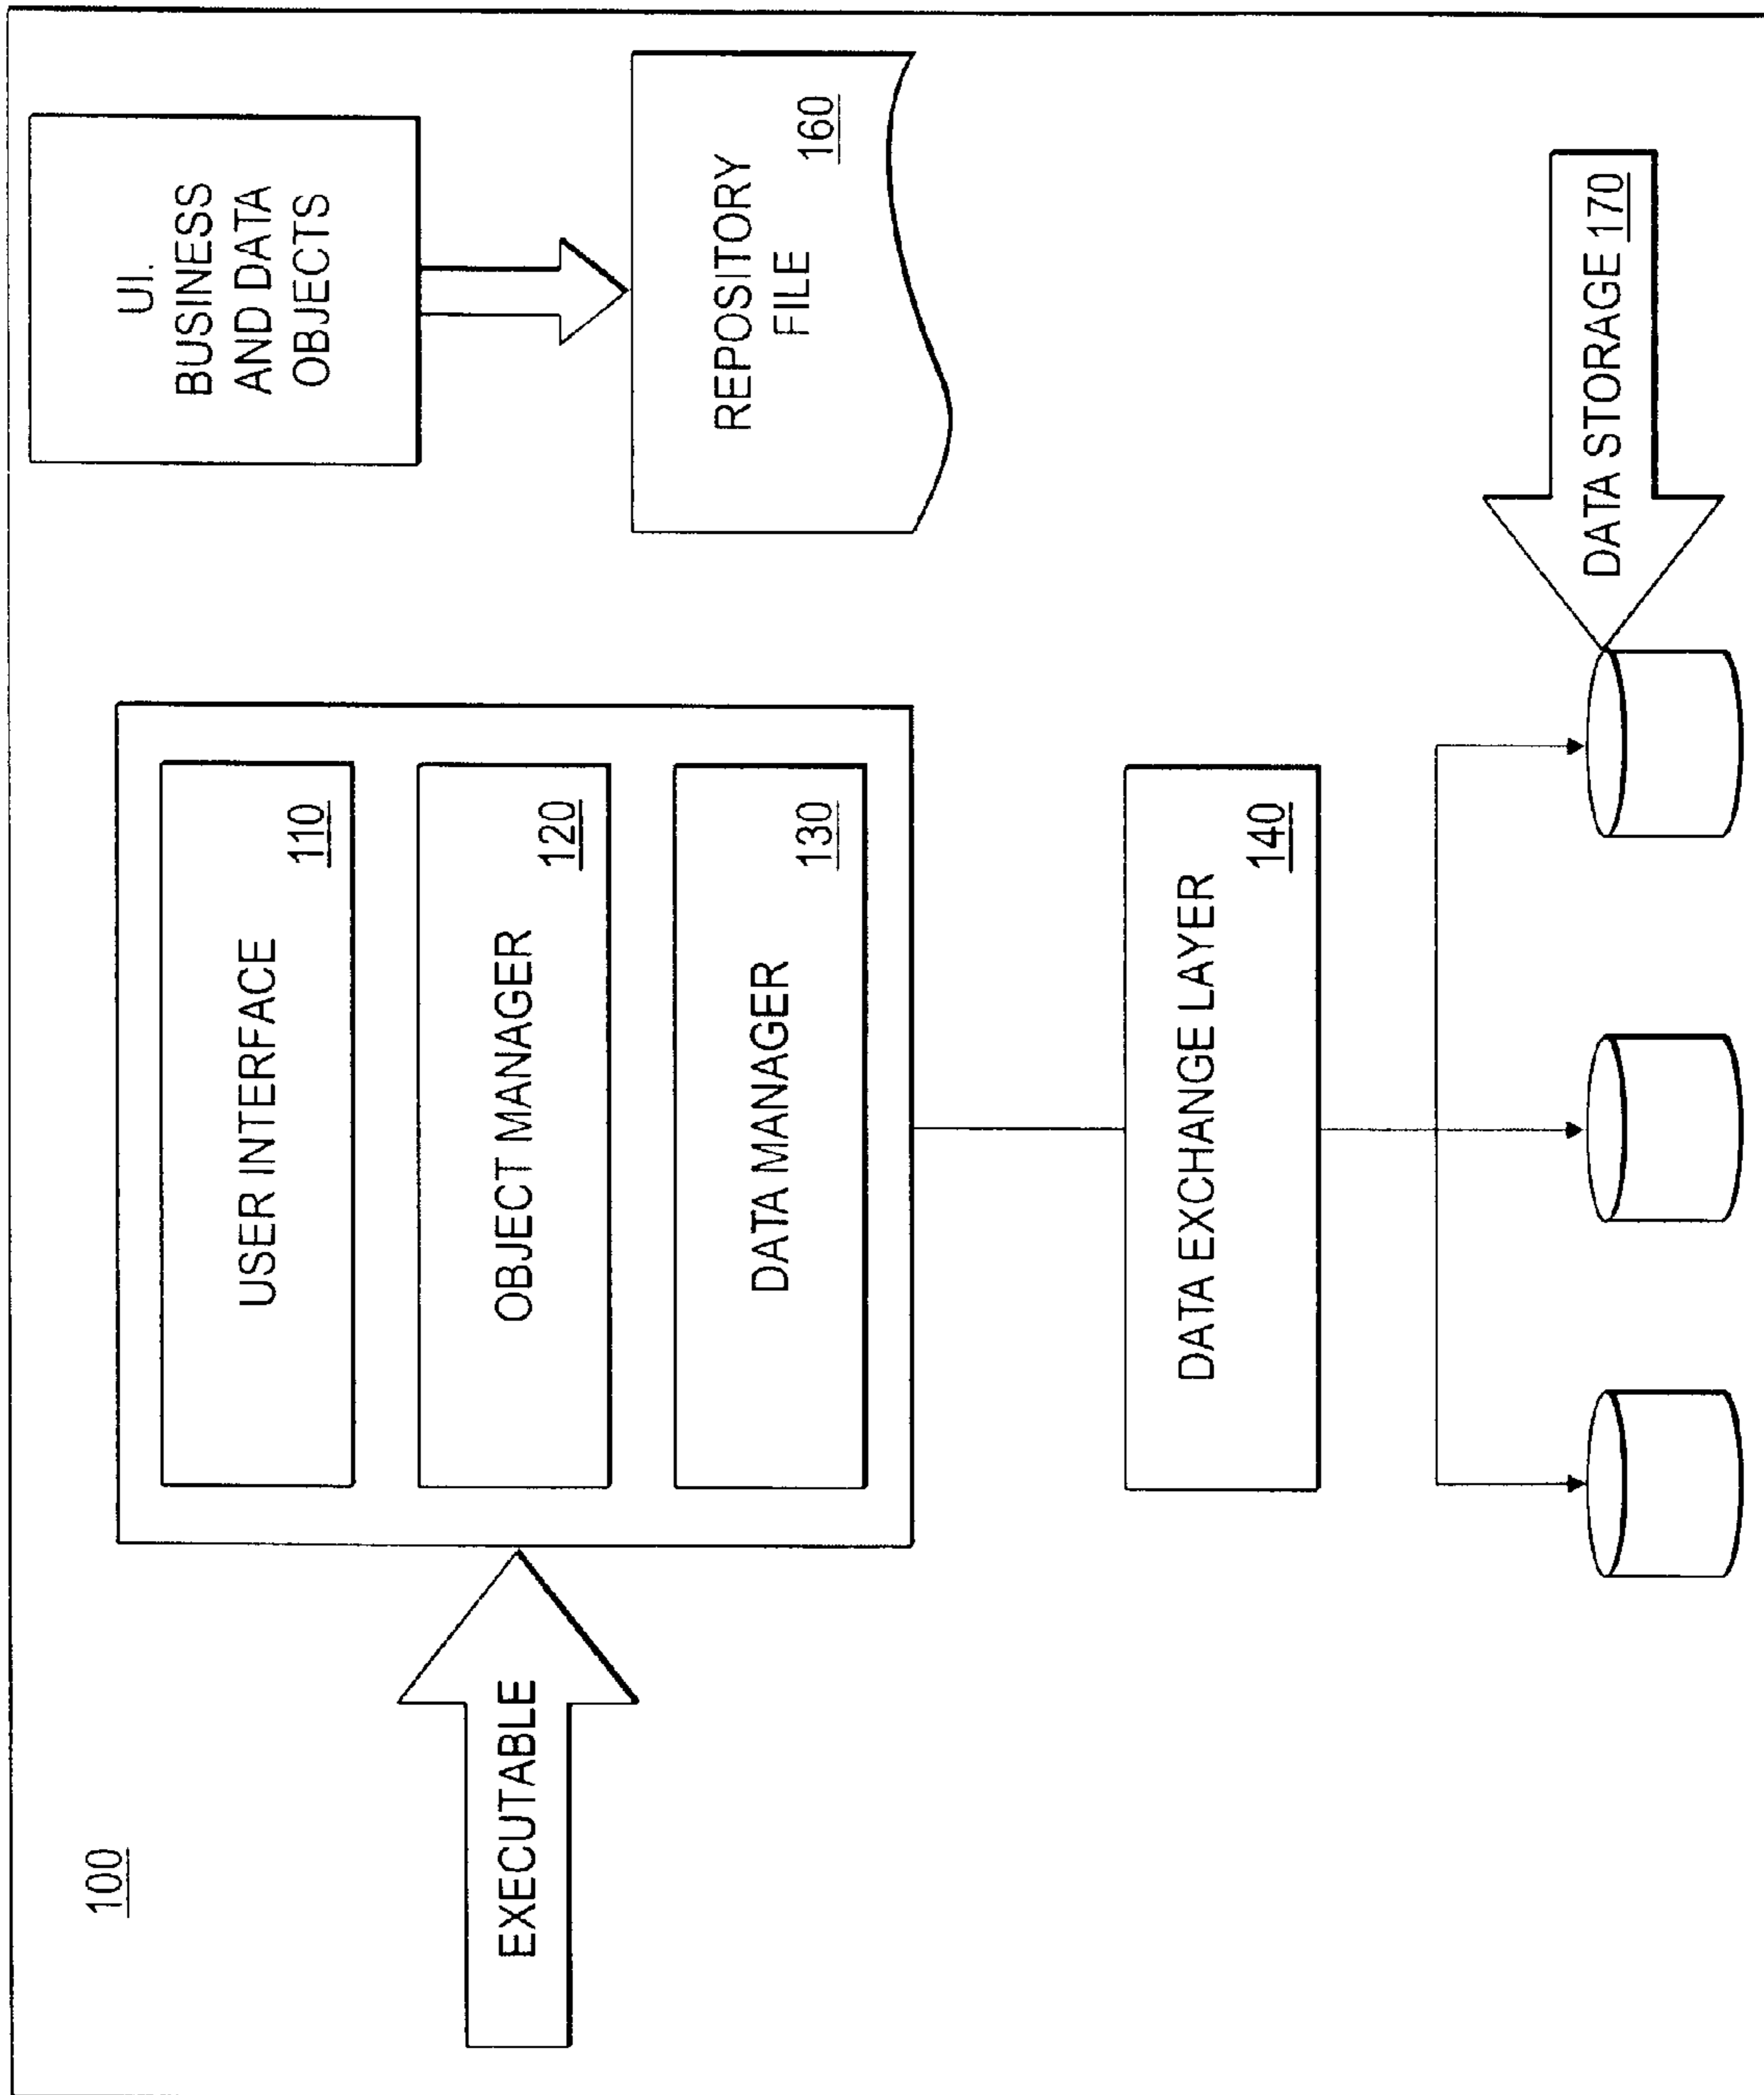 100
EXECUTABLE
USER INTERFACE
110
OBJECT MANAGER
120
DATA MANAGER
130
DATA EXCHANGE LAYER
140
UI.
BUSINESS
AND DATA
OBJECTS
REPOSITORY
FILE
160
DATA STORAGE 170